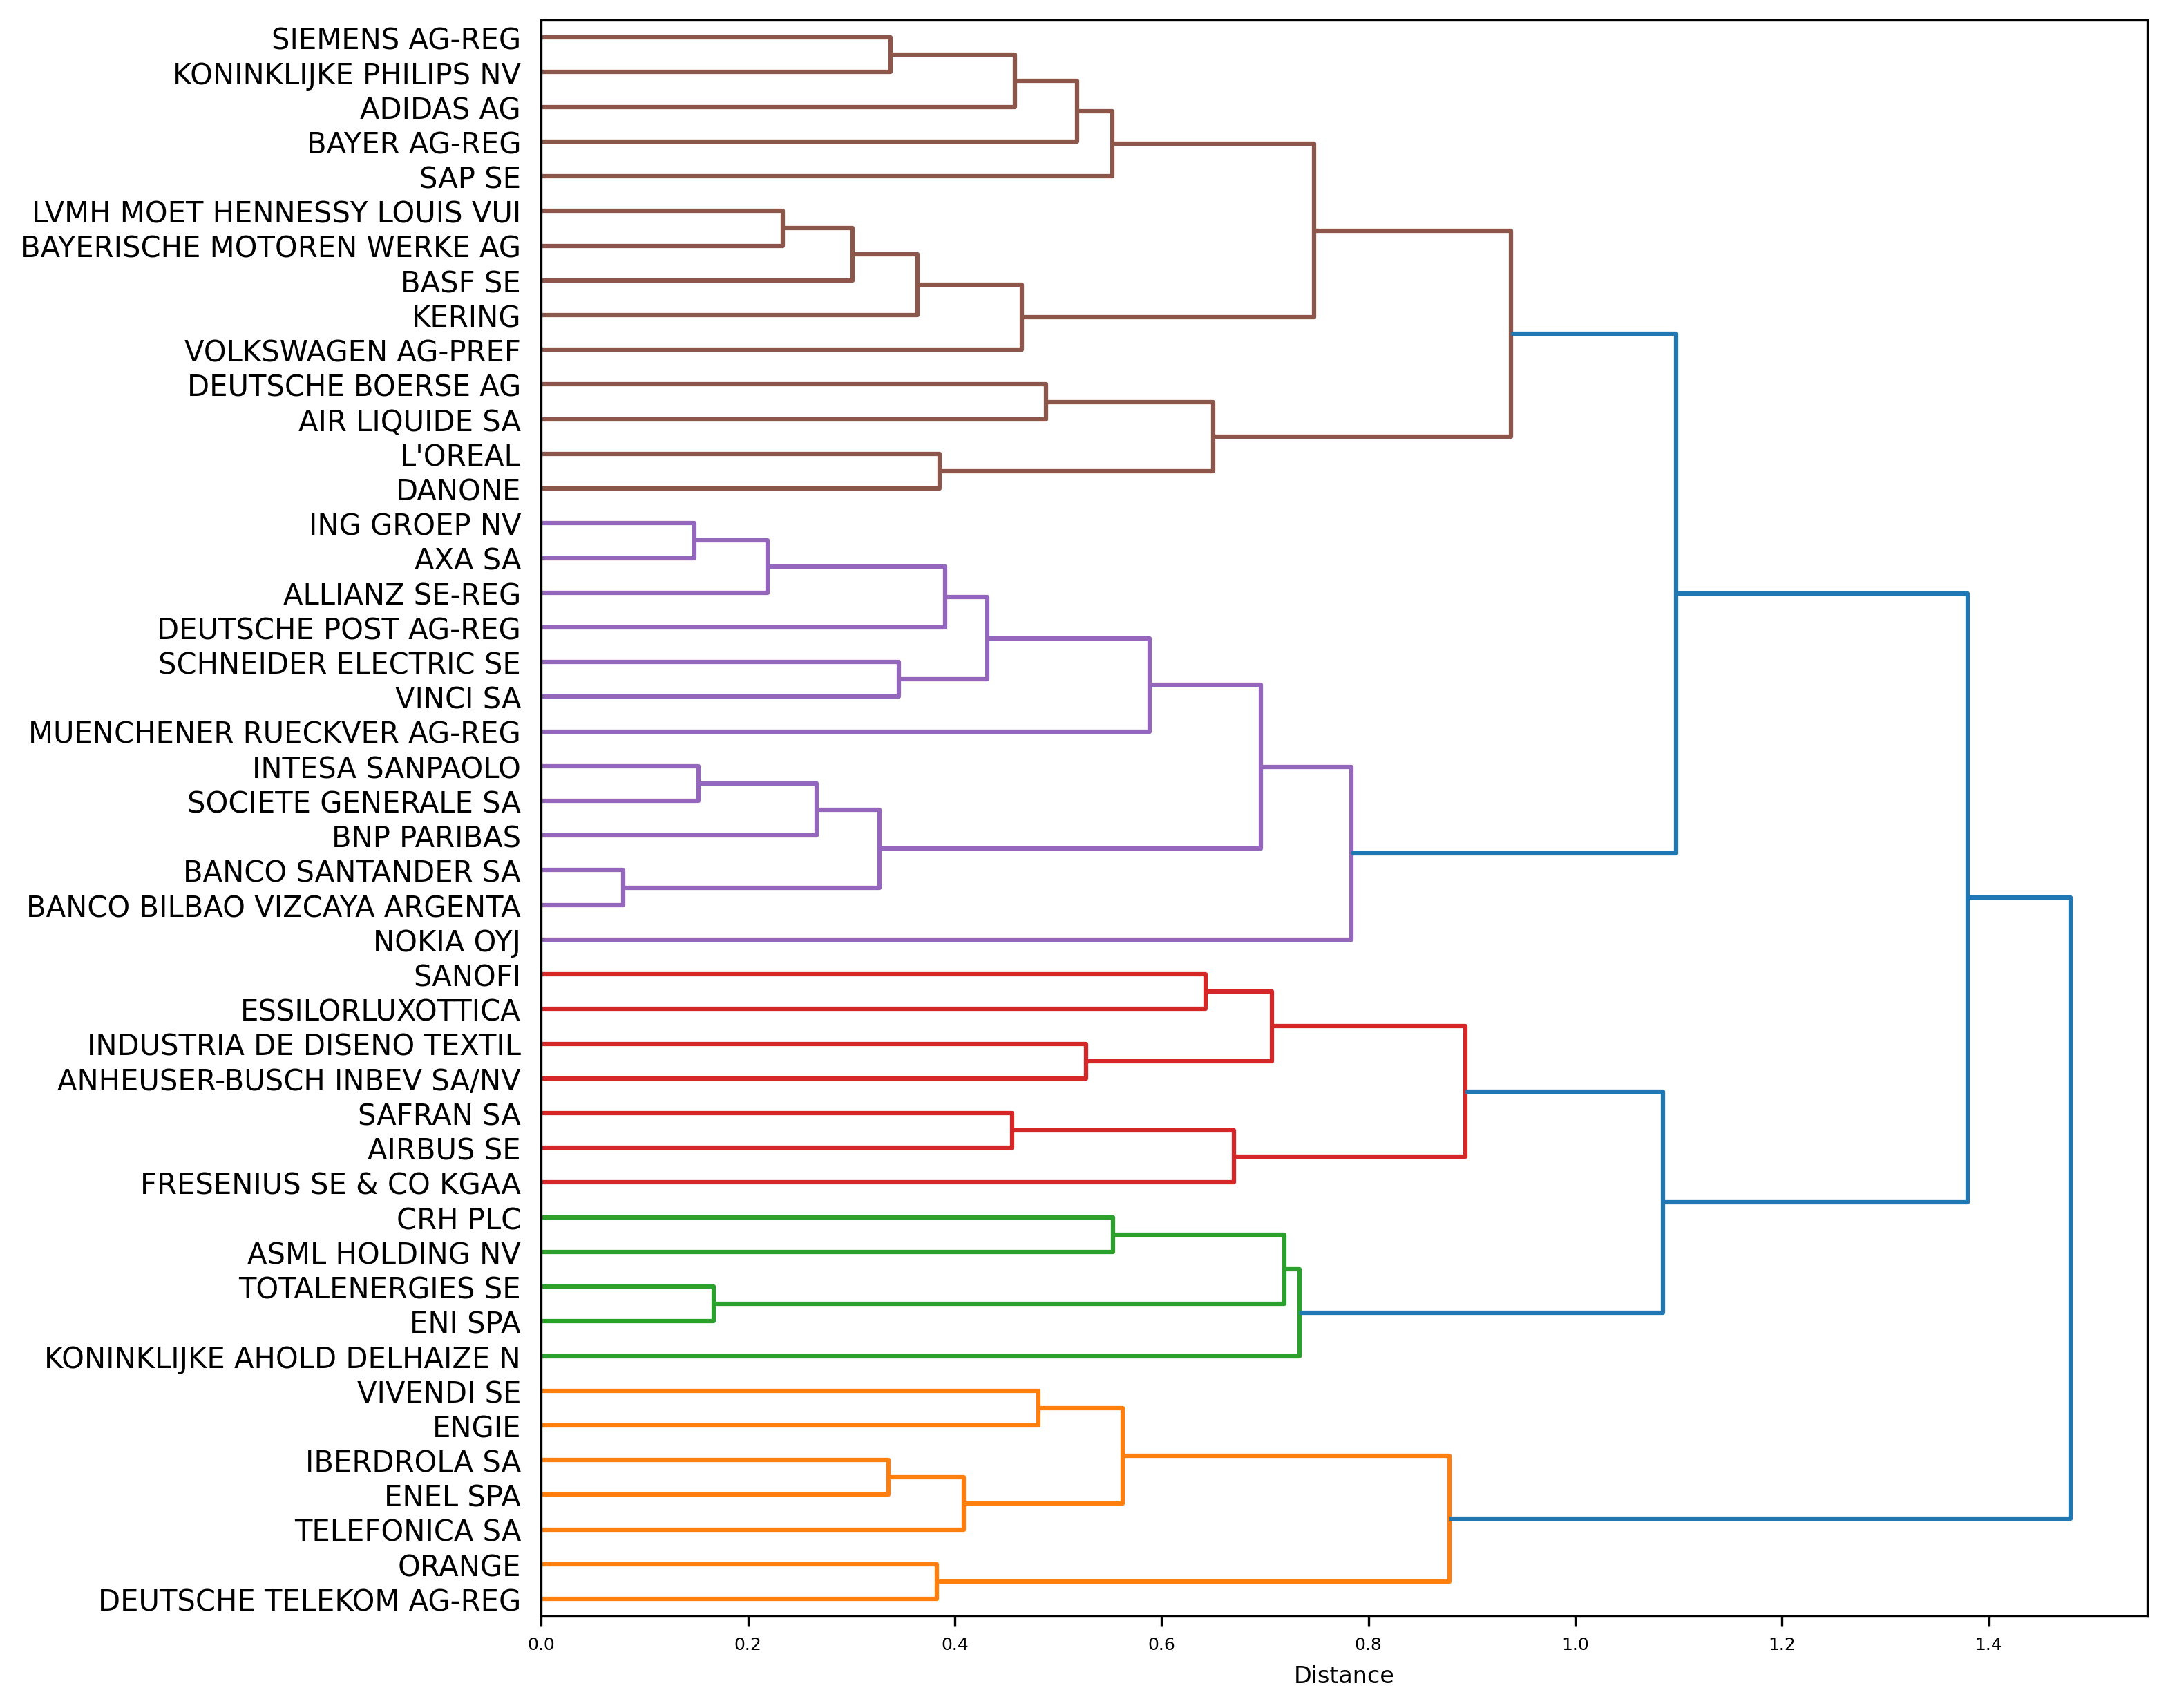 SIEMENS AG-REG
KONINKLIJKE PHILIPS NV
ADIDAS AG
BAYER AG-REG
SAP SE
LVMH MOET HENNESSY LOUIS VUI
BAYERISCHE MOTOREN WERKE AG
BASF SE
KERING
VOLKSWAGEN AG-PREF
DEUTSCHE BOERSE AG
AIR LIQUIDE SA
L'OREAL
DANONE
ING GROEP NV
AXA SA
ALLIANZ SE-REG
DEUTSCHE POST AG-REG
SCHNEIDER ELECTRIC SE
VINCI SA
MUENCHENER RUECKVER AG-REG
INTESA SANPAOLO
SOCIETE GENERALE SA
BNP PARIBAS
BANCO SANTANDER SA
BANCO BILBAO VIZCAYA ARGENTA
NOKIA OYJ
SANOFI
ESSILORLUXOTTICA
INDUSTRIA DE DISENO TEXTIL
ANHEUSER-BUSCH INBEV SA/NV
SAFRAN SA
AIRBUS SE
FRESENIUS SE & CO KGAA
CRH PLC
ASML HOLDING NV
TOTALENERGIES SE
ENI SPA
KONINKLIJKE AHOLD DELHAIZE N
VIVENDI SE
ENGIE
IBERDROLA SA
ENEL SPA
TELEFONICA SA
ORANGE
DEUTSCHE TELEKOM AG-REG
0.0 0.2 0.4 0.6 0.8 1.0 1.2 1.4
Distance